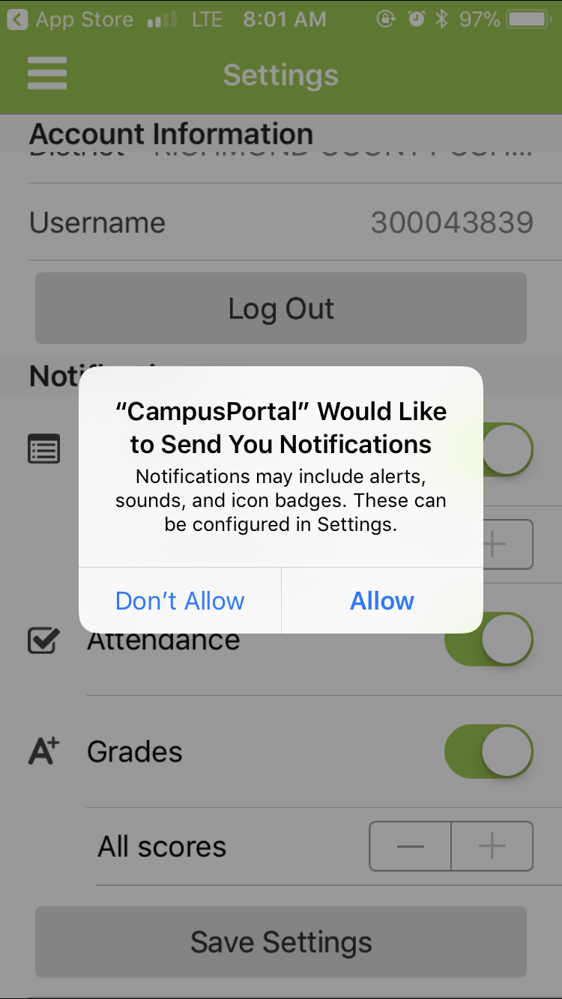 App Store LTE 8:01 AM 97%
Settings
Account Information
District RICHMOND COUNTY SCH...
Username 300043839
Log Out
“CampusPortal” Would Like
to Send You Notifications
Notifications may include alerts,
sounds, and icon badges. These can
be configured in Settings.
Don’t Allow Allow
Attendance
A+ Grades
All scores
Save Settings